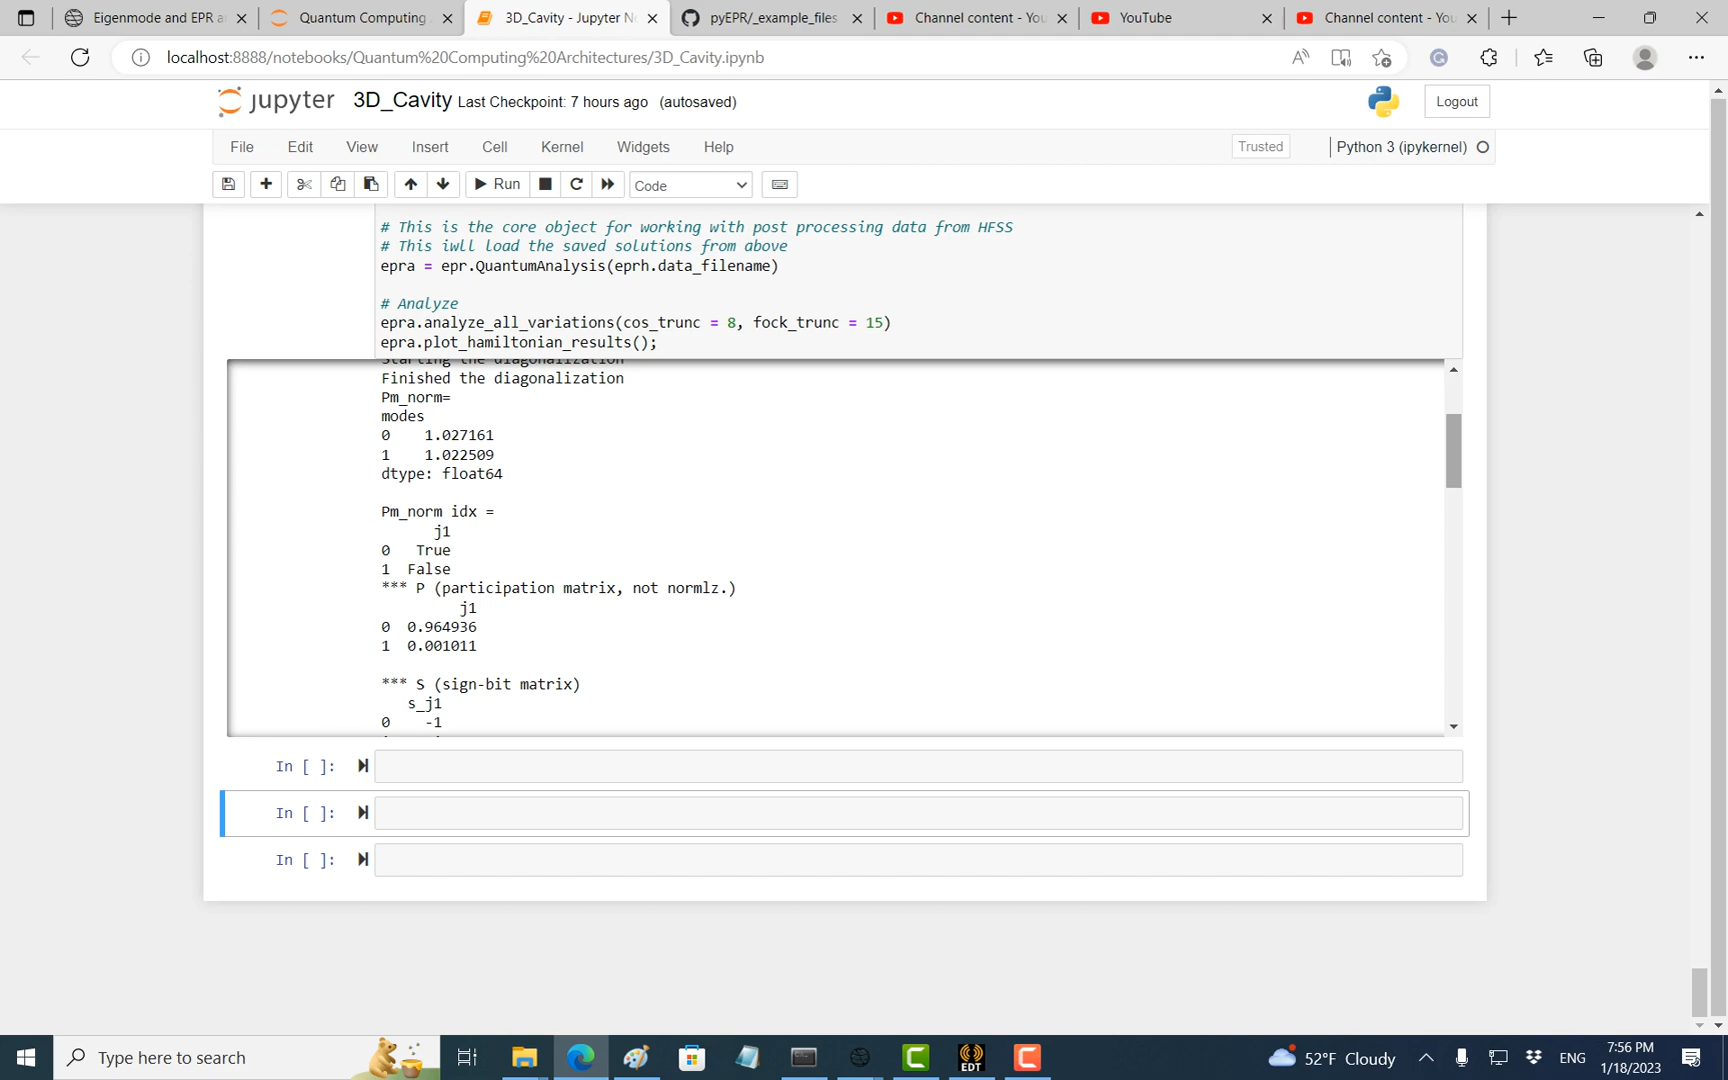 Eigenmode and EPR a
Quantum Computing
3D_Cavity - Jupyter N
pyEPR/_example_files
Channel content - You
YouTube
Channel content - You
localhost:8888/notebooks/Quantum%20Computing%20Architectures/3D_Cavity.ipynb
jupyter 3D_Cavity Last Checkpoint: 7 hours ago (autosaved)
Logout
File Edit View Insert Cell Kernel Widgets Help
Trusted
Python 3 (ipykernel)
Run
Code
# This is the core object for working with post processing data from HFSS
# This iwll load the saved solutions from above
epra = epr.QuantumAnalysis(eprh.data_filename)
# Analyze
epra.analyze_all_variations(cos_trunc = 8, fock_trunc = 15)
epra.plot_hamiltonian_results();
Starting the diagonalization
Finished the diagonalization
Pm_norm=
modes
0 1.027161
1 1.022509
dtype: float64
Pm_norm idx =
j1
0 True
1 False
*** P (participation matrix, not normlz.)
j1
0 0.964936
1 0.001011
*** S (sign-bit matrix)
s_j1
0 -1
In [ ]:
In [ ]:
In [ ]:
Type here to search
EDT
52°F Cloudy
ENG
7:56 PM
1/18/2023